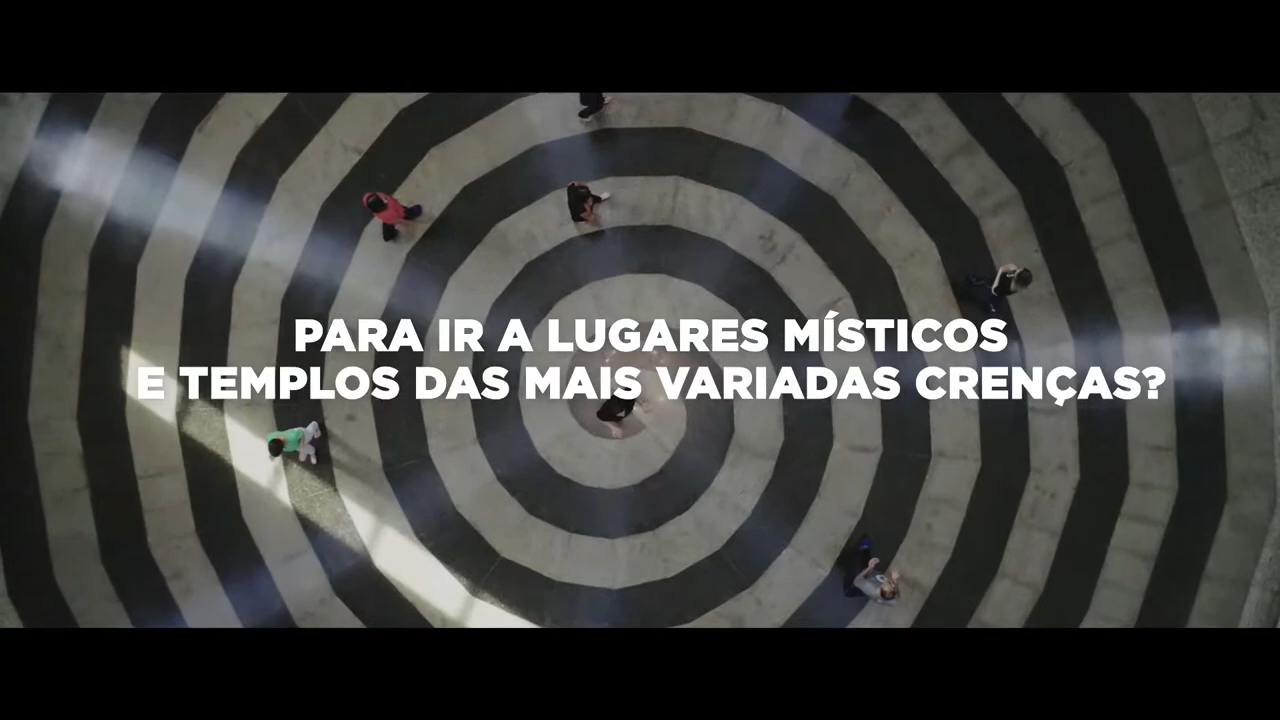 PARA IR A LUGARES MÍSTICOS
E TEMPLOS DAS MAIS VARIADAS CRENÇAS?